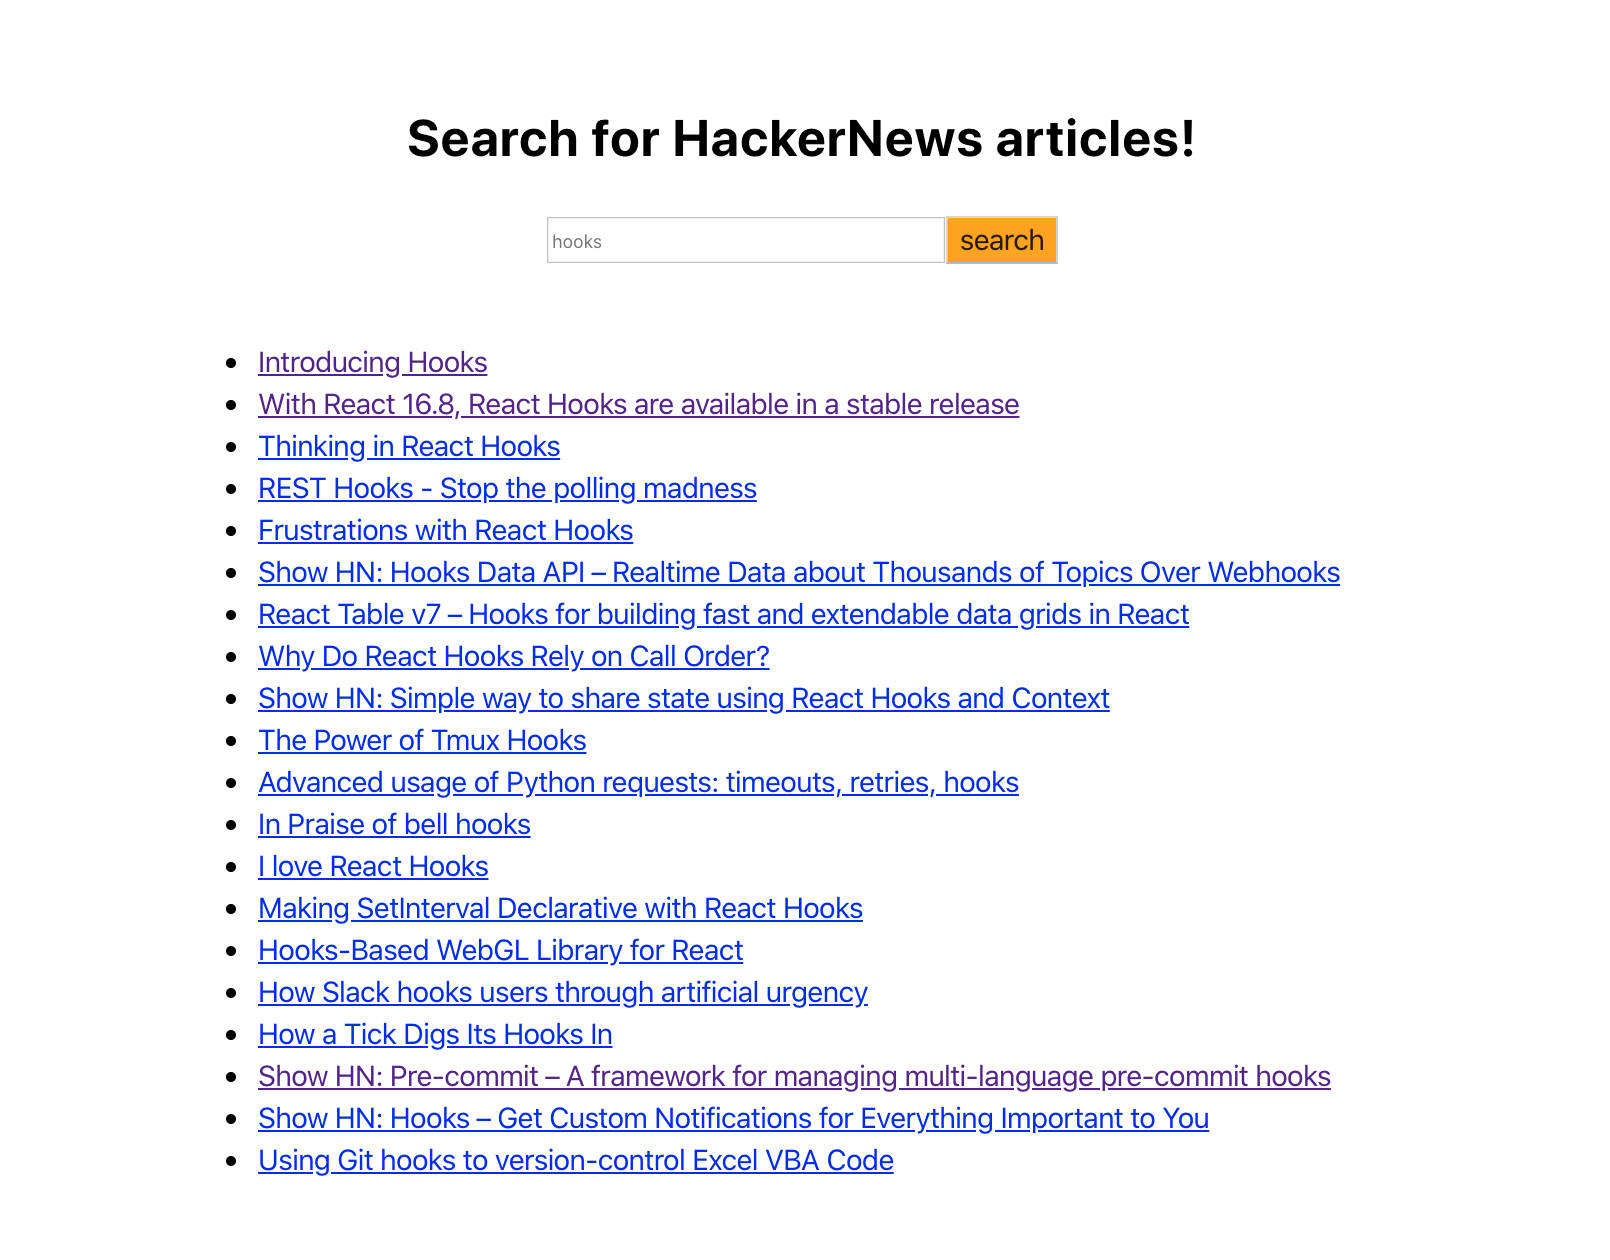 Search for HackerNews articles!
hooks
search
Introducing Hooks
With React 16.8, React Hooks are available in a stable release
Thinking in React Hooks
REST Hooks - Stop the polling madness
Frustrations with React Hooks
Show HN: Hooks Data API – Realtime Data about Thousands of Topics Over Webhooks
React Table v7 – Hooks for building fast and extendable data grids in React
Why Do React Hooks Rely on Call Order?
Show HN: Simple way to share state using React Hooks and Context
The Power of Tmux Hooks
Advanced usage of Python requests: timeouts, retries, hooks
In Praise of bell hooks
I love React Hooks
Making SetInterval Declarative with React Hooks
Hooks-Based WebGL Library for React
How Slack hooks users through artificial urgency
How a Tick Digs Its Hooks In
Show HN: Pre-commit – A framework for managing multi-language pre-commit hooks
Show HN: Hooks – Get Custom Notifications for Everything Important to You
Using Git hooks to version-control Excel VBA Code